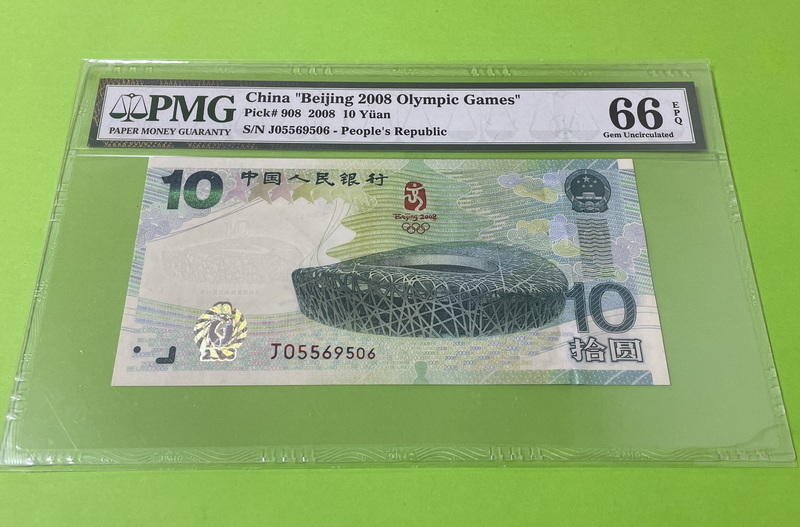 PMG
PAPER MONEY GUARANTY
China "Beijing 2008 Olympic Games"
Pick# 908 2008 10 Yüan
S/N J05569506 - People's Republic
66 EPQ
Gem Uncirculated
10 中国人民银行
Beijing 2008
J05569506
10
拾圆